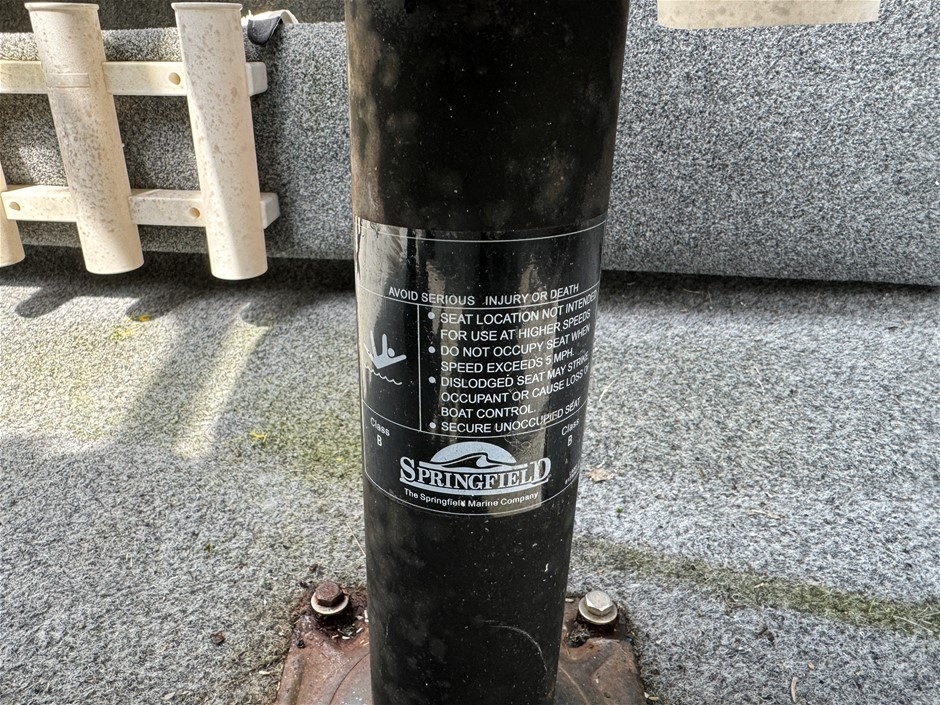 AVOID SERIOUS INJURY OR DEATH
• SEAT LOCATION NOT INTENDED
FOR USE AT HIGHER SPEEDS
• DO NOT OCCUPY SEAT WHEN
SPEED EXCEEDS 5 MPH.
• DISLODGED SEAT MAY STRIKE
OCCUPANT OR CAUSE LOSS OF
BOAT CONTROL.
• SECURE UNOCCUPIED SEAT
Class
B
Class
B
SPRINGFIELD
The Springfield Marine Company